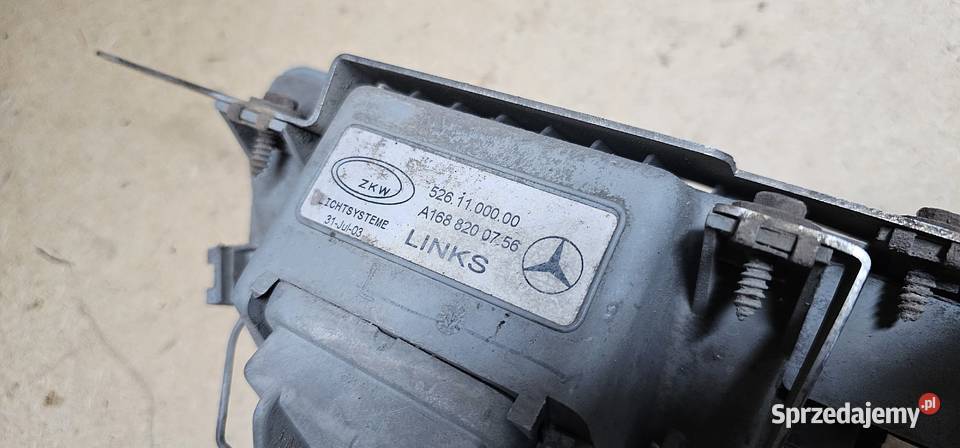 ZKW
LICHTSYSTEME
31-Jul-03
526.11.000.00
A168 820 07 56
LINKS
Sprzedajemy.pl